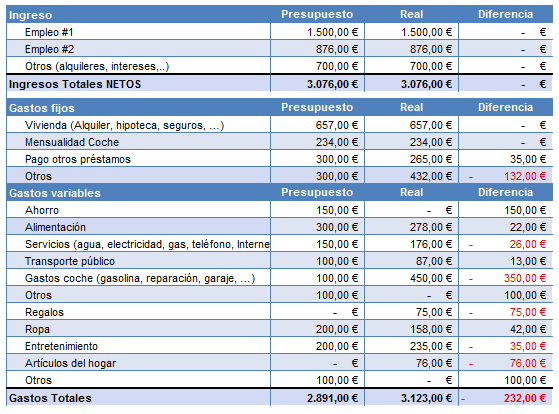 Ingreso Presupuesto Real Diferencia
Empleo #1 1.500,00 € 1.500,00 € - €
Empleo #2 876,00 € 876,00 € - €
Otros (alquileres, intereses,..) 700,00 € 700,00 € - €
Ingresos Totales NETOS 3.076,00 € 3.076,00 € - €
Gastos fijos Presupuesto Real Diferencia
Vivienda (Alquiler, hipoteca, seguros, ...) 657,00 € 657,00 € - €
Mensualidad Coche 234,00 € 234,00 € - €
Pago otros préstamos 300,00 € 265,00 € 35,00 €
Otros 300,00 € 432,00 € - 132,00 €
Gastos variables Presupuesto Real Diferencia
Ahorro 150,00 € - € 150,00 €
Alimentación 300,00 € 278,00 € 22,00 €
Servicios (agua, electricidad, gas, teléfono, Interne 150,00 € 176,00 € - 26,00 €
Transporte público 100,00 € 87,00 € 13,00 €
Gastos coche (gasolina, reparación, garaje, ...) 100,00 € 450,00 € - 350,00 €
Otros 100,00 € - € 100,00 €
Regalos - € 75,00 € - 75,00 €
Ropa 200,00 € 158,00 € 42,00 €
Entretenimiento 200,00 € 235,00 € - 35,00 €
Artículos del hogar - € 76,00 € - 76,00 €
Otros 100,00 € - € 100,00 €
Gastos Totales 2.891,00 € 3.123,00 € - 232,00 €